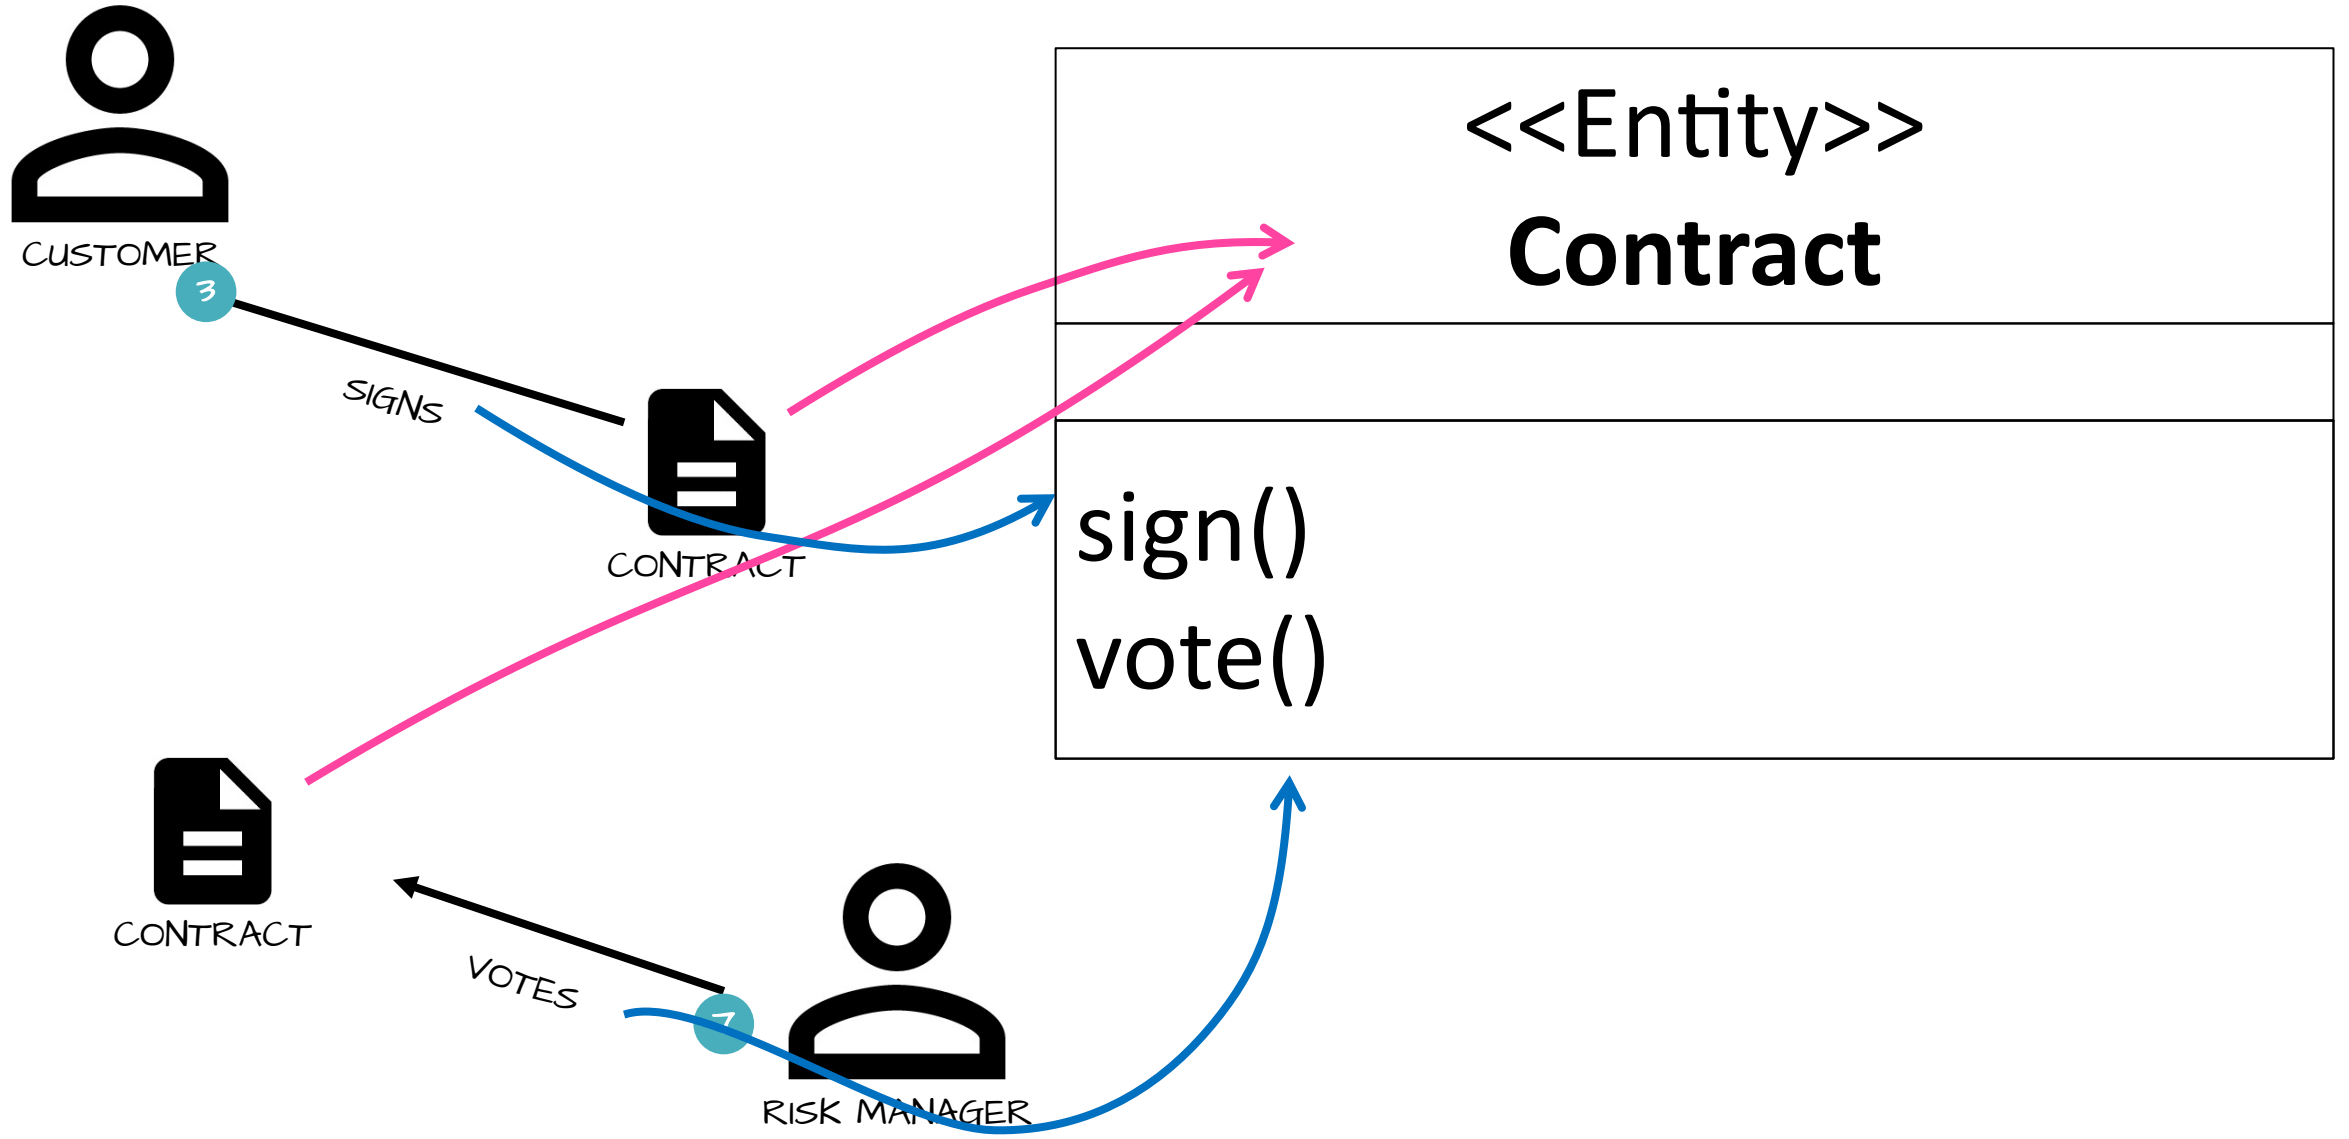 CUSTOMER
3
SIGNS
CONTRACT
<<Entity>>
Contract
sign()
vote()
CONTRACT
VOTES
7
RISK MANAGER